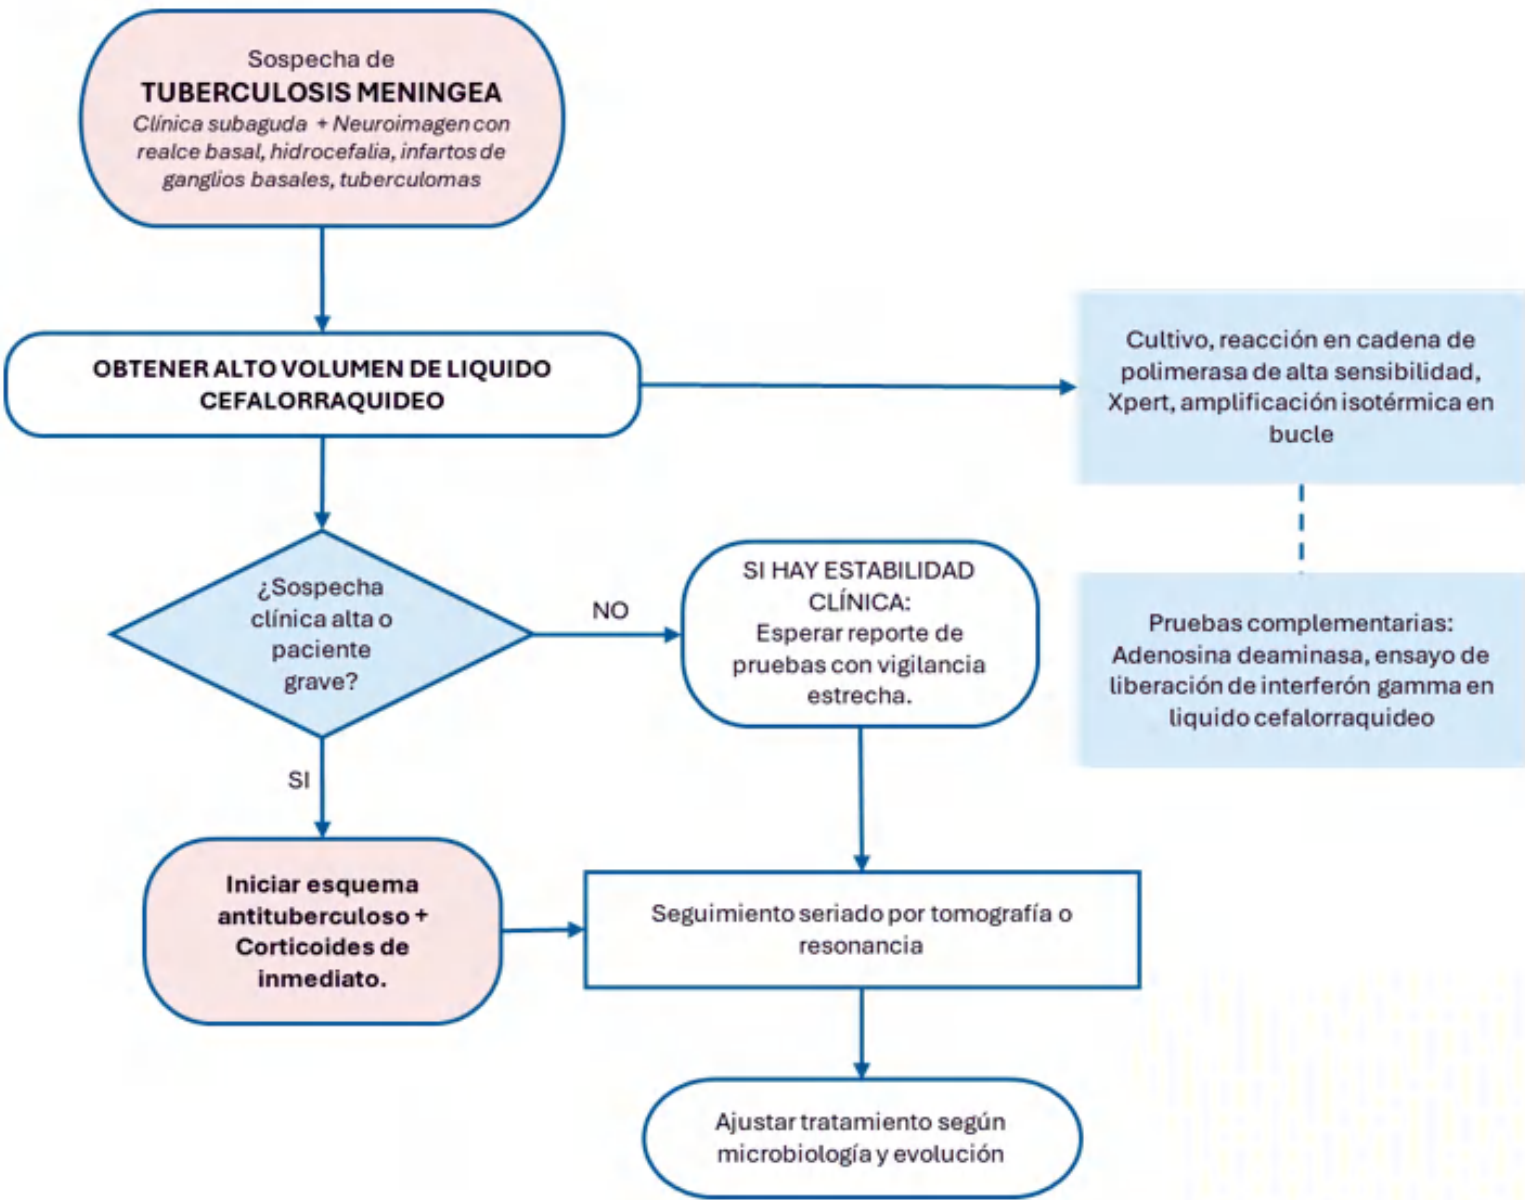 Sospecha de
TUBERCULOSIS MENINGEA
Clínica subaguda + Neuroimagen con
realce basal, hidrocefalia, infartos de
ganglios basales, tuberculomas
OBTENER ALTO VOLUMEN DE LIQUIDO
CEFALORRAQUIDEO
Cultivo, reacción en cadena de
polimerasa de alta sensibilidad,
Xpert, amplificación isotérmica en
bucle
¿Sospecha
clínica alta o
paciente
grave?
NO
SI HAY ESTABILIDAD
CLÍNICA:
Esperar reporte de
pruebas con vigilancia
estrecha.
Pruebas complementarias:
Adenosina deaminasa, ensayo de
liberación de interferón gamma en
liquido cefalorraquideo
SI
Iniciar esquema
antituberculoso +
Corticoides de
inmediato.
Seguimiento seriado por tomografía o
resonancia
Ajustar tratamiento según
microbiología y evolución